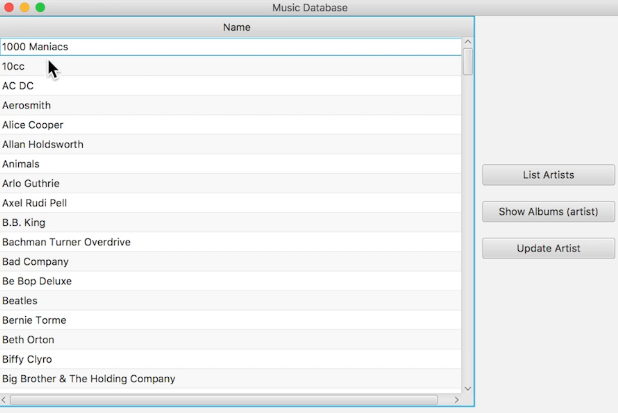 Music Database
Name
1000 Maniacs
10cc
AC DC
Aerosmith
Alice Cooper
Allan Holdsworth
Animals
Arlo Guthrie
Axel Rudi Pell
B.B. King
Bachman Turner Overdrive
Bad Company
Be Bop Deluxe
Beatles
Bernie Torme
Beth Orton
Biffy Clyro
Big Brother & The Holding Company
List Artists
Show Albums (artist)
Update Artist